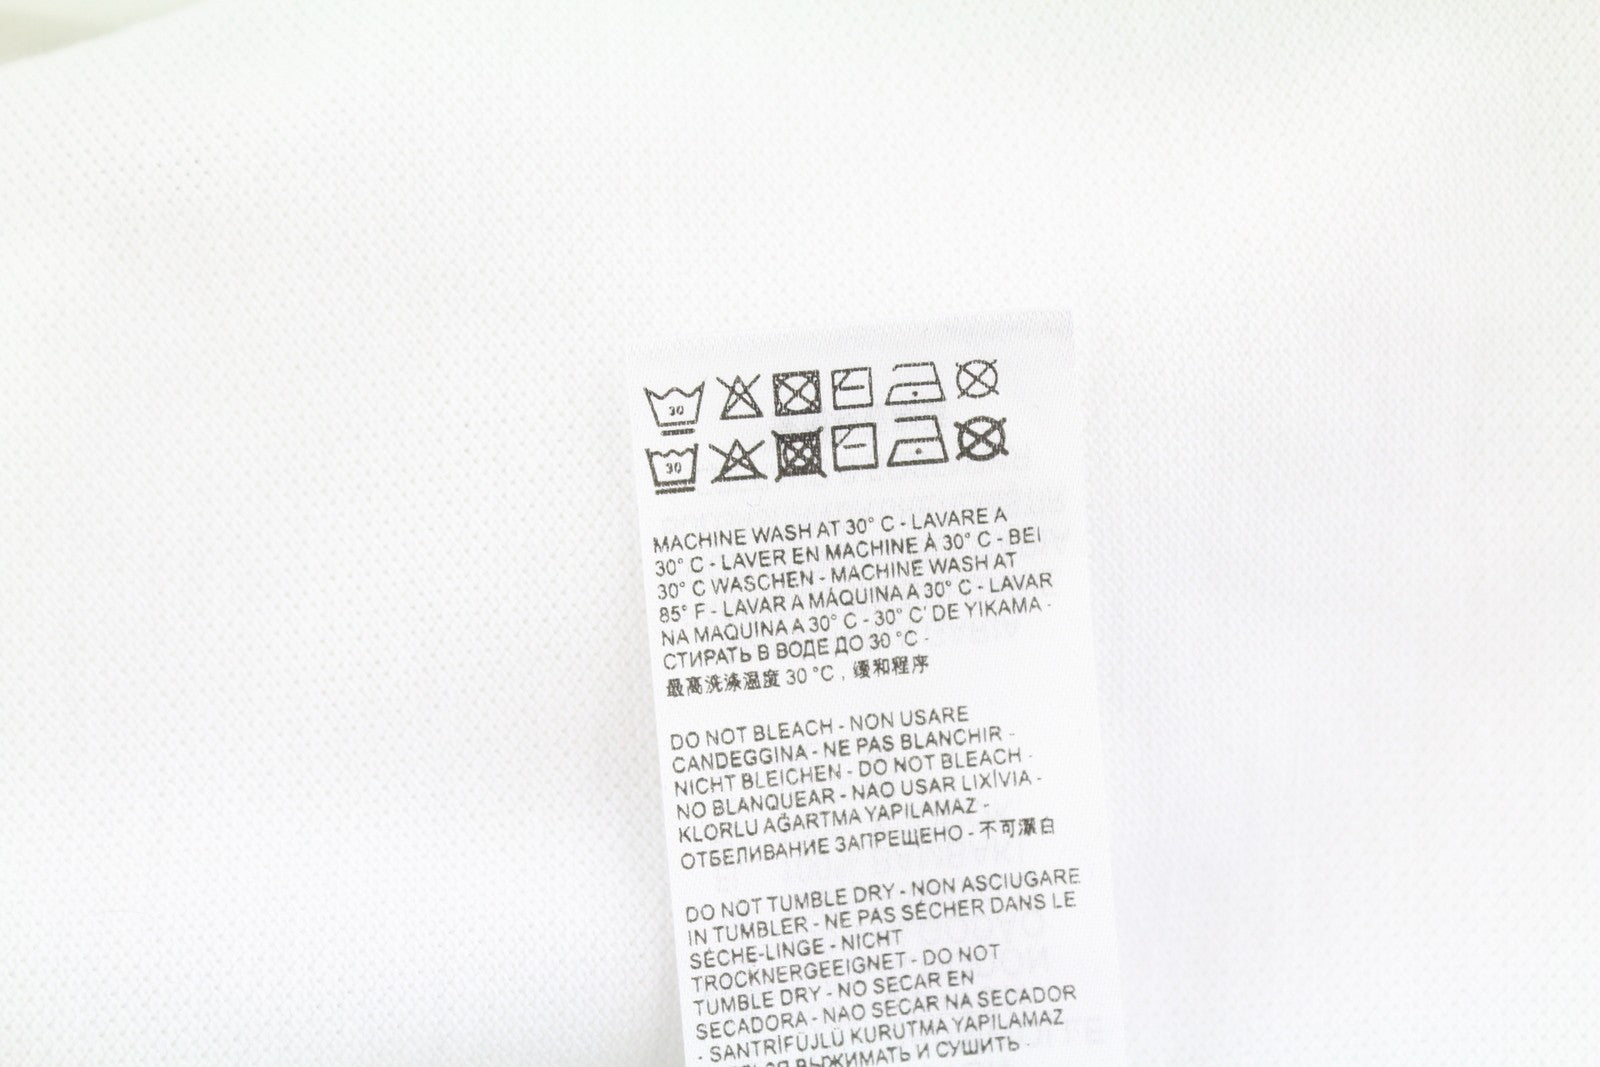 30
30
MACHINE WASH AT 30° C - LAVARE A
30° C - LAVER EN MACHINE À 30° C - BEI
30° C WASCHEN - MACHINE WASH AT
85° F - LAVAR A MÁQUINA A 30° C - LAVAR
NA MAQUINA A 30° C - 30° C' DE YIKAMA -
СТИРАТЬ В ВОДЕ ДО 30 °C -
最高洗涤温度 30 °C , 缓和程序
DO NOT BLEACH - NON USARE
CANDEGGINA - NE PAS BLANCHIR -
NICHT BLEICHEN - DO NOT BLEACH -
NO BLANQUEAR - NAO USAR LIXÍVIA -
KLORLU AĞARTMA YAPILAMAZ -
ОТБЕЛИВАНИЕ ЗАПРЕЩЕНО - 不可漂白
DO NOT TUMBLE DRY - NON ASCIUGARE
IN TUMBLER - NE PAS SÉCHER DANS LE
SÉCHE-LINGE - NICHT
TROCKNERGEEIGNET - DO NOT
TUMBLE DRY - NO SECAR EN
SECADORA - NAO SECAR NA SECADOR
- SANTRİFÜJLÜ KURUTMA YAPILAMAZ
ВЫЖИМАТЬ И СУШИТЬ -